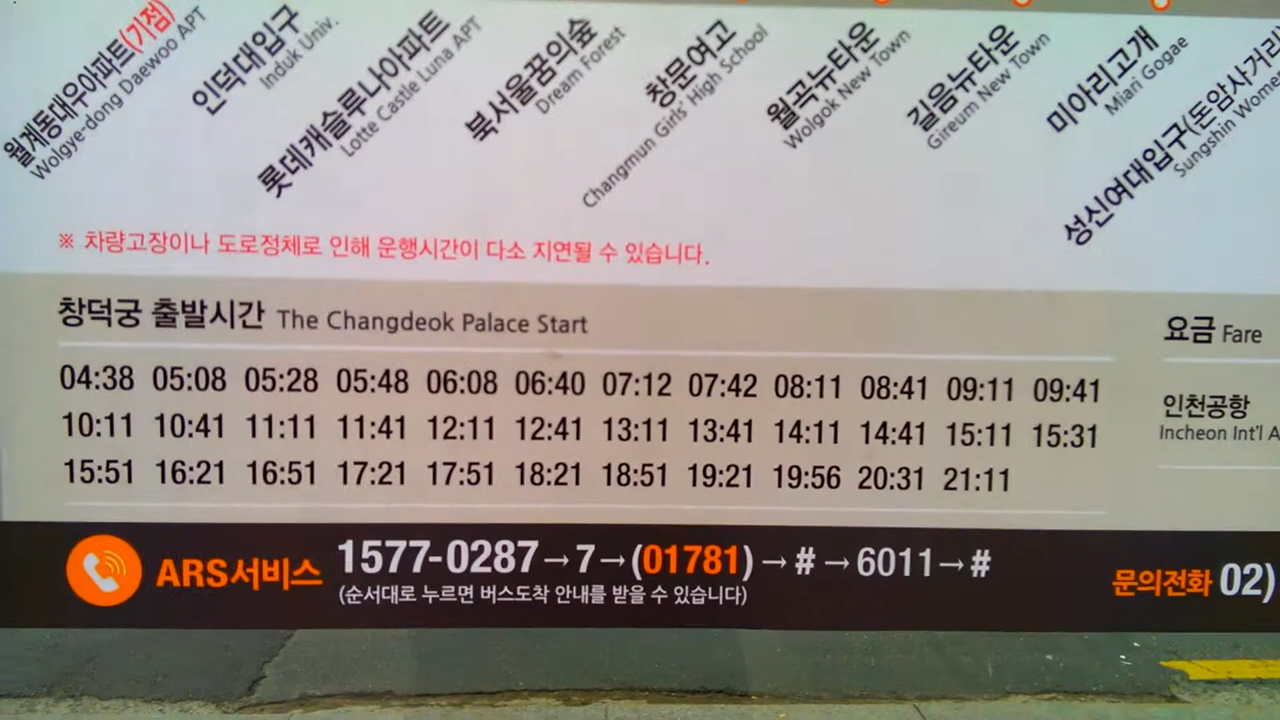 월계동대우아파트(기점)
Wolgye-dong Daewoo APT
인덕대입구
Induk Univ.
롯데캐슬루나아파트
Lotte Castle Luna APT
북서울꿈의숲
Dream Forest
창문여고
Changmun Girls' High School
월곡뉴타운
Wolgok New Town
길음뉴타운
Gireum New Town
미아리고개
Miari Gogae
성신여대입구(돈암사거리
Sungshin Wome
※ 차량고장이나 도로정체로 인해 운행시간이 다소 지연될 수 있습니다.
창덕궁 출발시간 The Changdeok Palace Start
04:38 05:08 05:28 05:48 06:08 06:40 07:12 07:42 08:11 08:41 09:11 09:41
10:11 10:41 11:11 11:41 12:11 12:41 13:11 13:41 14:11 14:41 15:11 15:31
15:51 16:21 16:51 17:21 17:51 18:21 18:51 19:21 19:56 20:31 21:11
요금 Fare
인천공항
Incheon Int'l A
ARS서비스 1577-0287→7→(01781)→#→6011→#
(순서대로 누르면 버스도착 안내를 받을 수 있습니다)
문의전화 02)